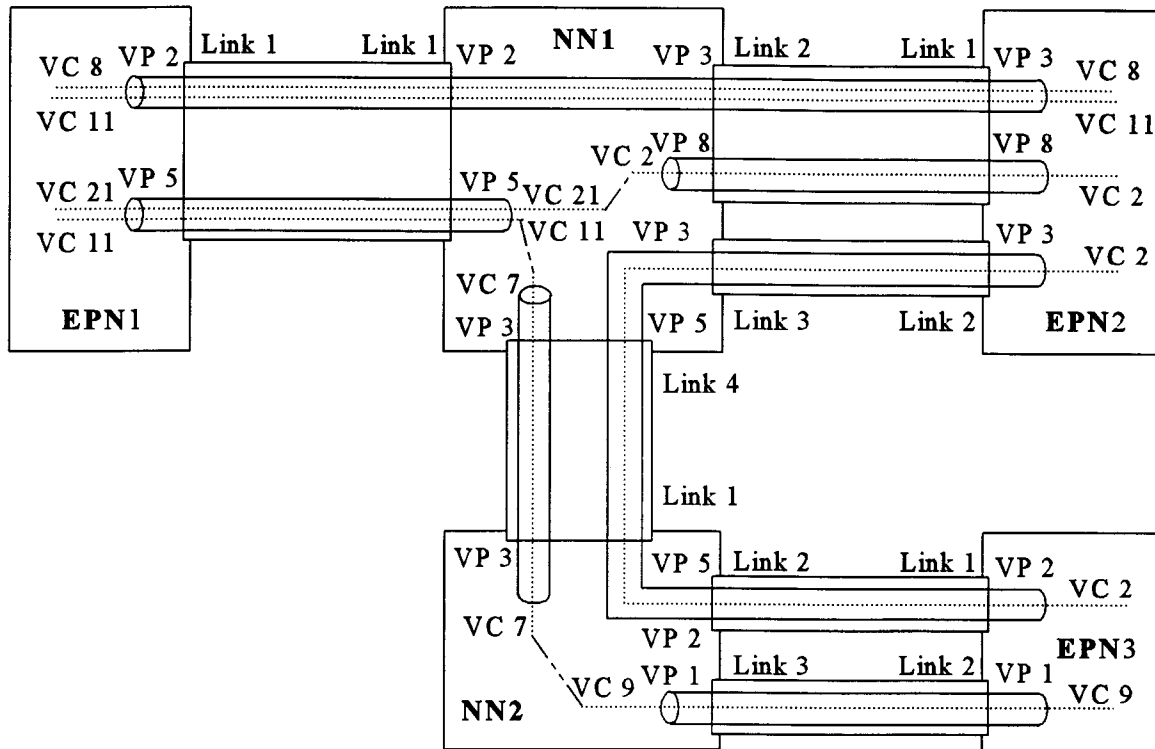 Link 1 Link 1 NN1 Link 2 Link 1
VP 2 VP 2 VP 3 VP 3
VC 8 VC 8
VC 11 VC 11
VC 2 VP 8 VP 8
VP 5 VP 5
VC 21 VC 21 VC 2
VC 11 VC 11 VP 3 VP 3
VC 2
VC 7
EPN1 VP 3 VP 5 Link 3 Link 2 EPN2
Link 4
Link 1
VP 3 VP 5 Link 2 Link 1 VP 2
VC 2
VC 7 VP 2
EPN3
VC 9 VP 1 Link 3 Link 2 VP 1
VC 9
NN2